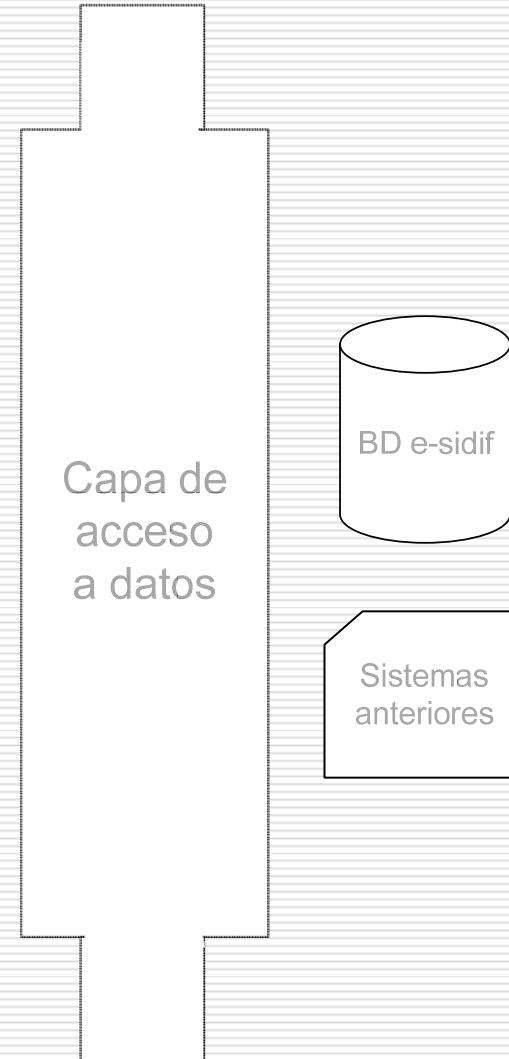 Capa de
acceso
a datos
BD e-sidif
Sistemas
anteriores